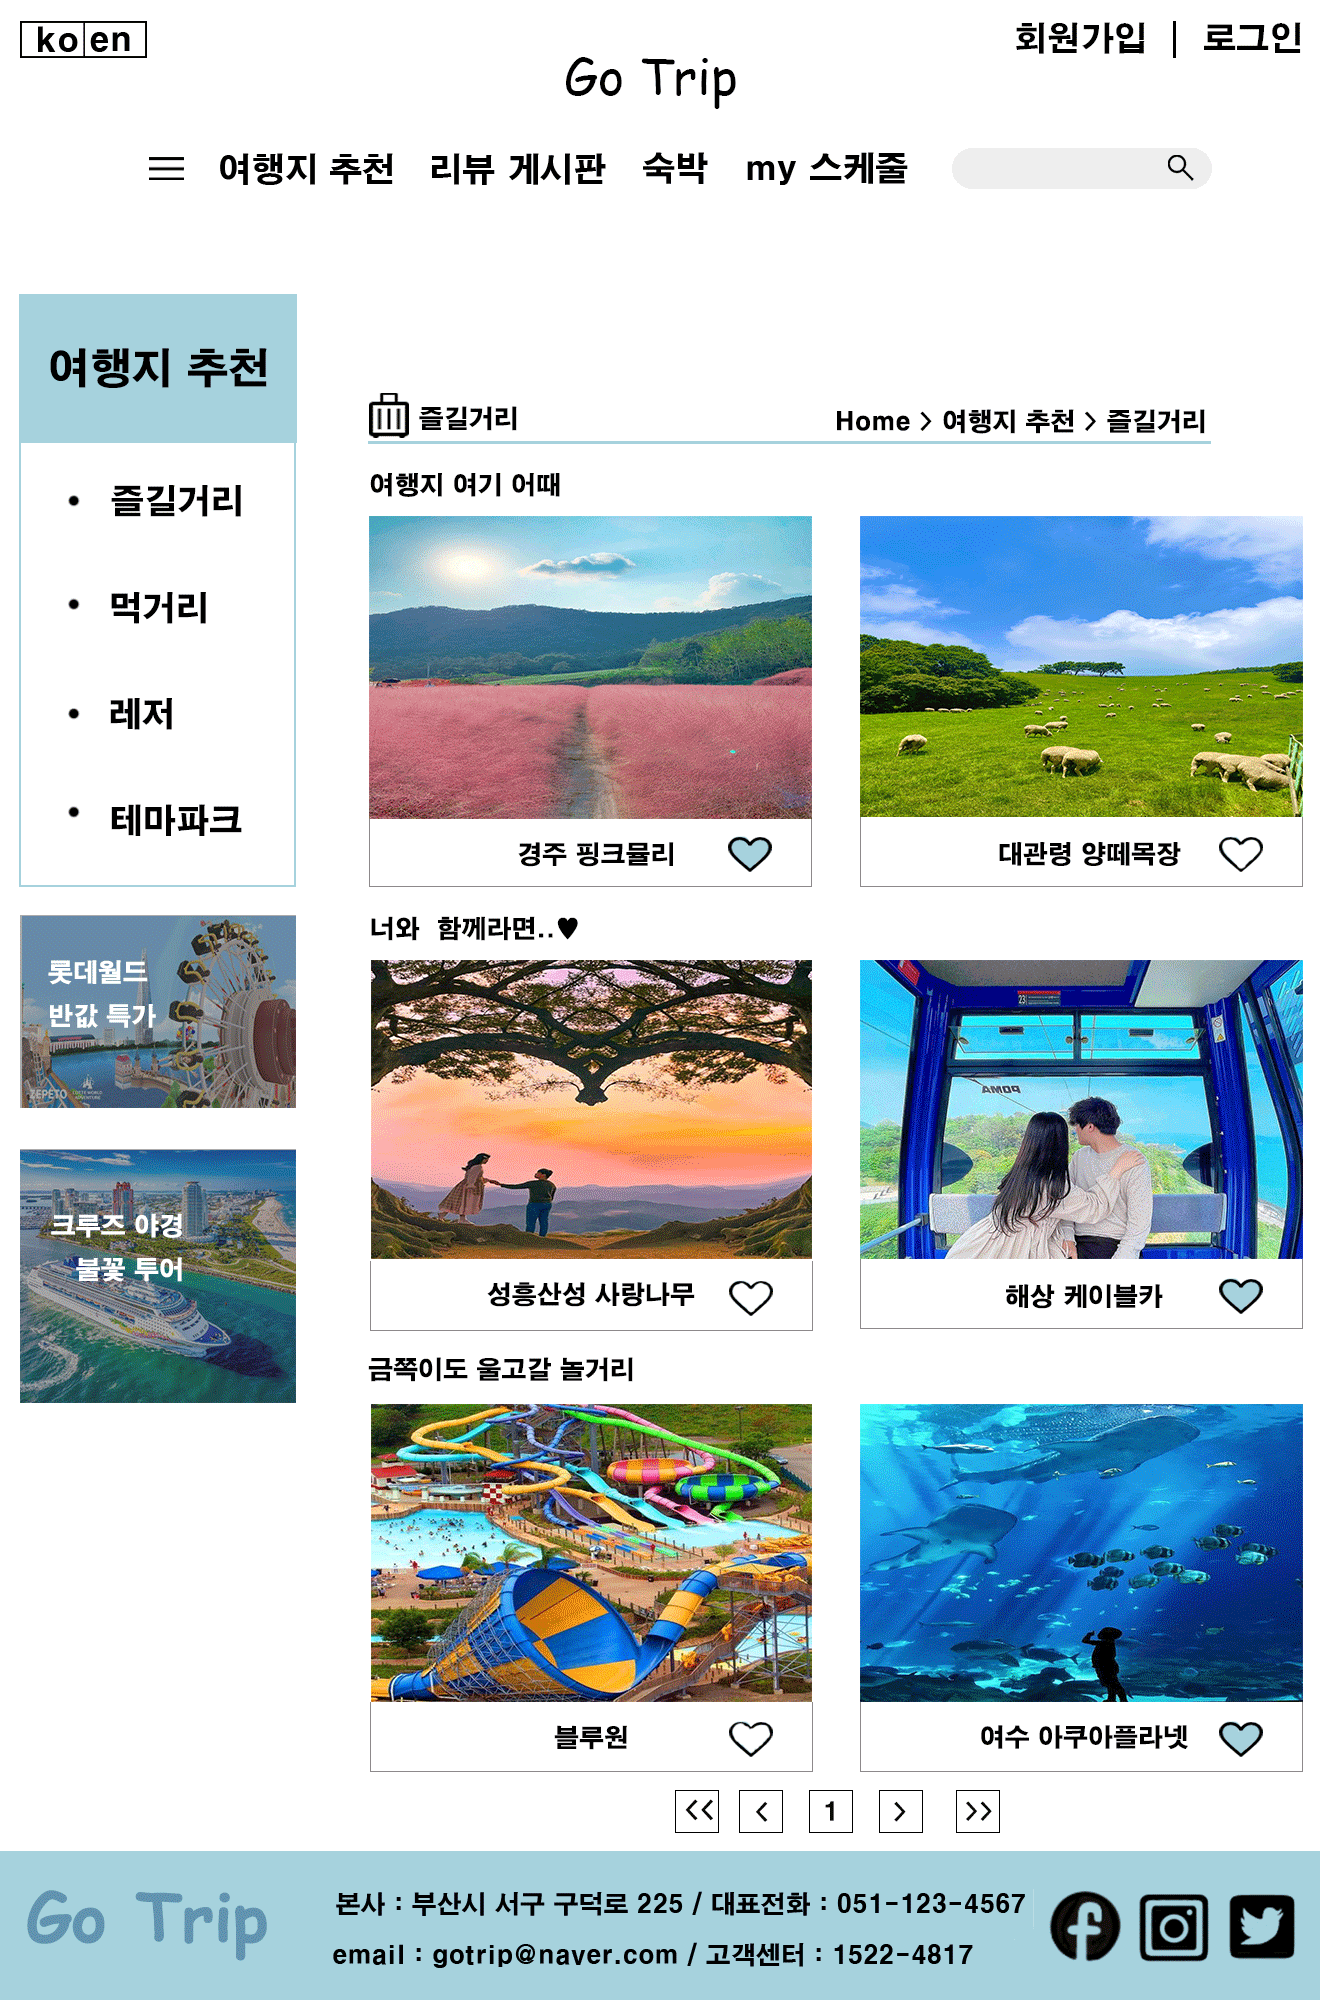 ko en
회원가입 | 로그인
Go Trip
여행지 추천 리뷰 게시판 숙박 my 스케줄
여행지 추천
즐길거리
먹거리
레저
테마파크
롯데월드
반값 특가
ZEPETO LOTTE WORLD ADVENTURE
크루즈 야경
불꽃 투어
즐길거리
Home > 여행지 추천 > 즐길거리
여행지 여기 어때
경주 핑크뮬리
대관령 양떼목장
너와 함께라면..♥
23
POMA
성흥산성 사랑나무
해상 케이블카
금쪽이도 울고갈 놀거리
블루원
여수 아쿠아플라넷
<< < 1 > >>
Go Trip
본사 : 부산시 서구 구덕로 225 / 대표전화 : 051-123-4567
email : gotrip@naver.com / 고객센터 : 1522-4817